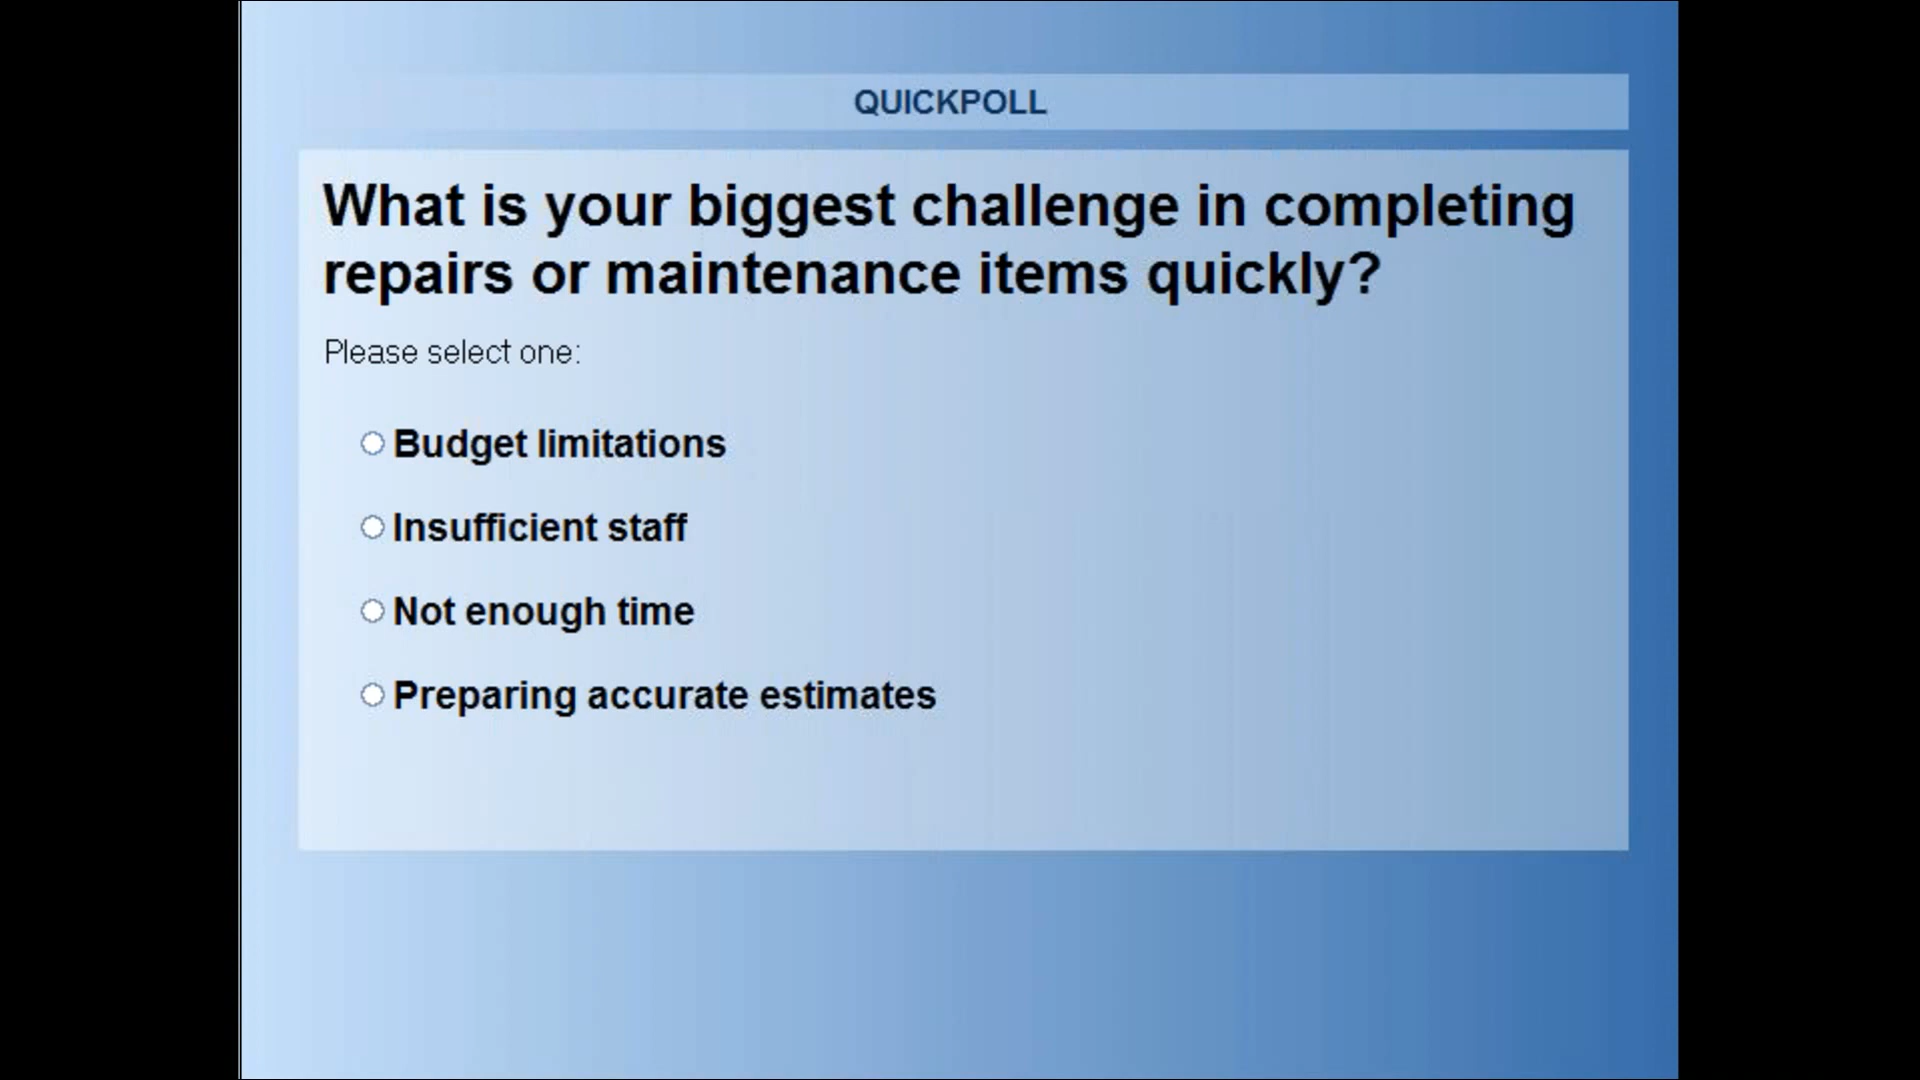 QUICKPOLL
What is your biggest challenge in completing
repairs or maintenance items quickly?
Please select one:
Budget limitations
Insufficient staff
Not enough time
Preparing accurate estimates